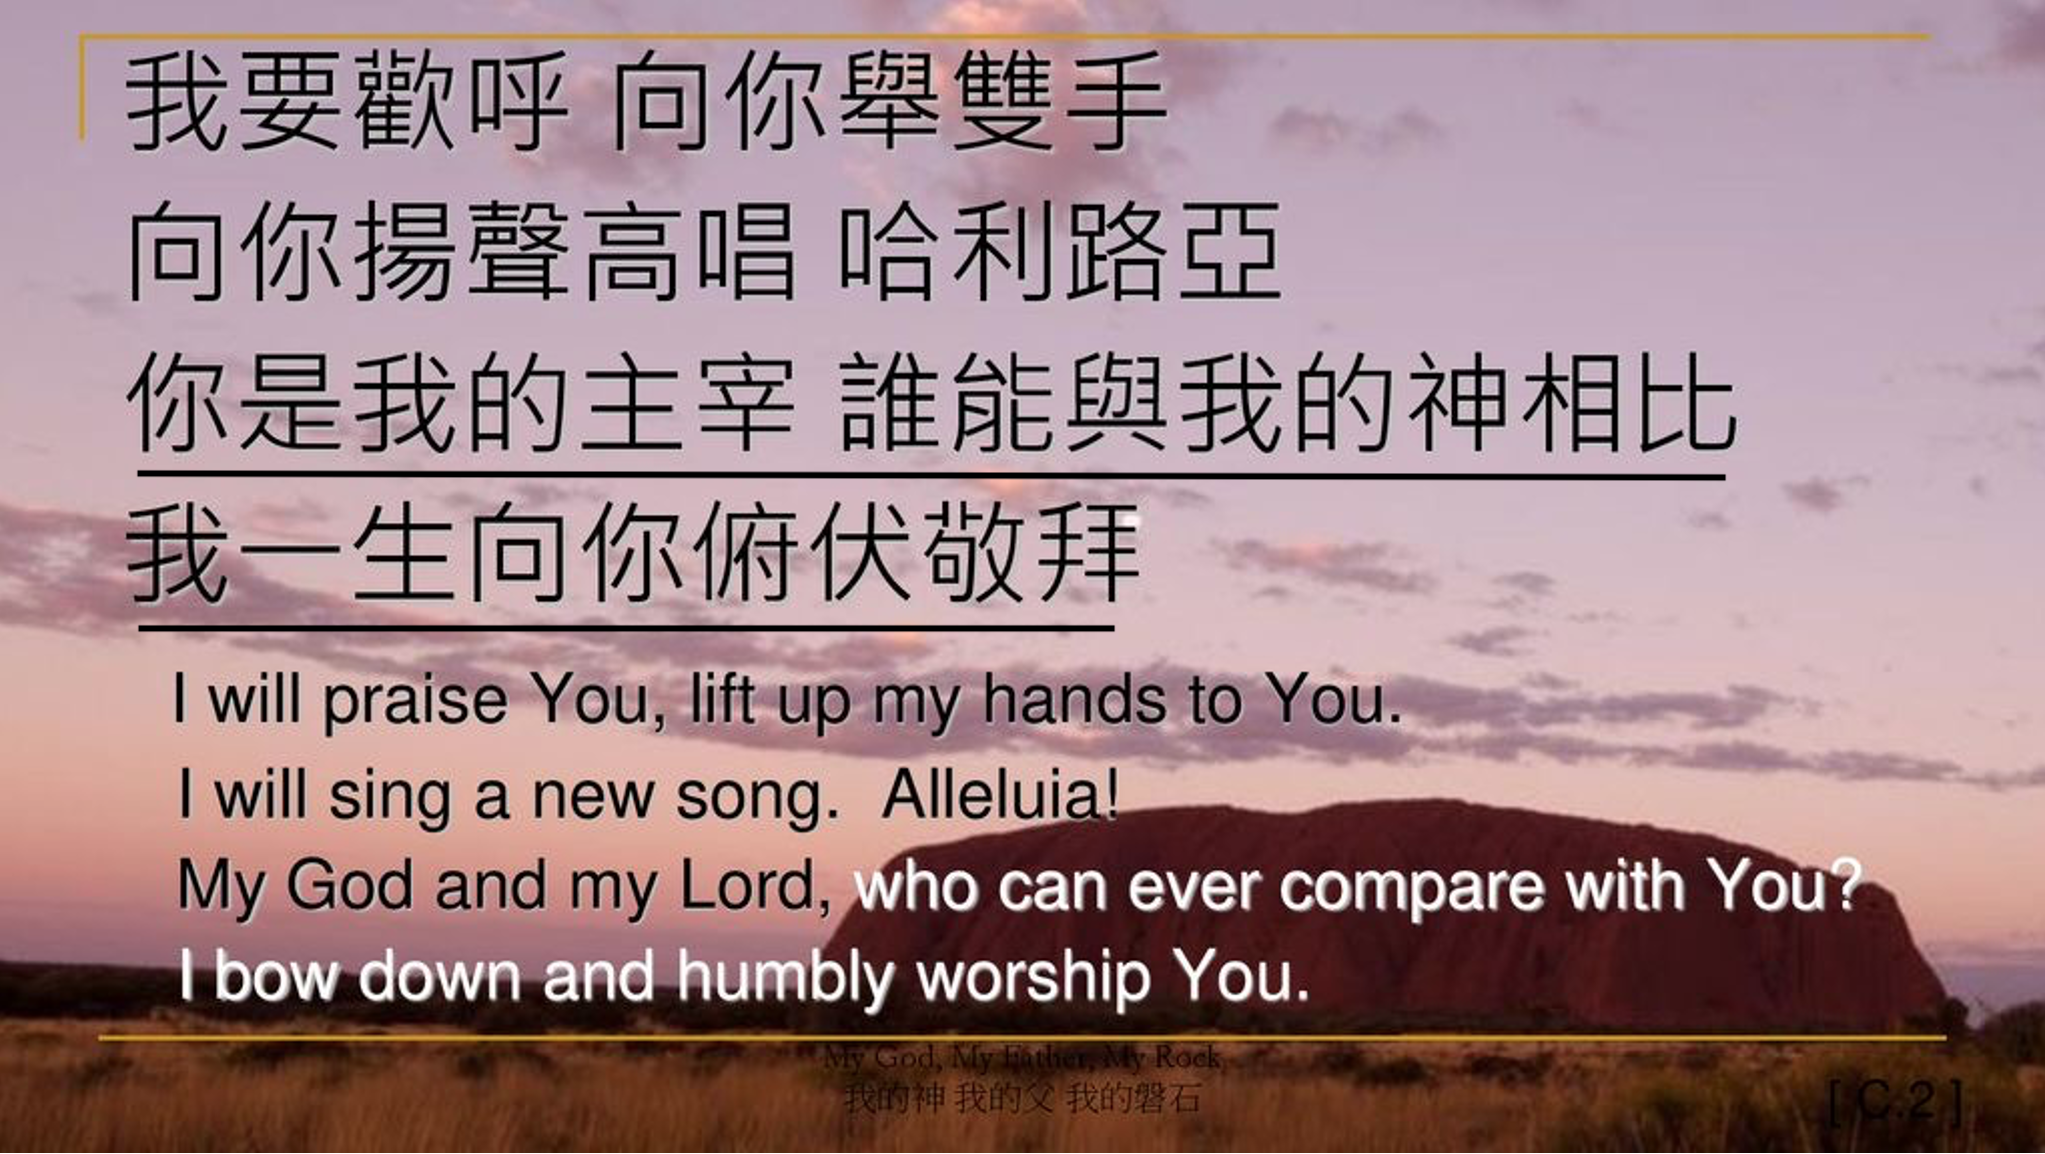 我要歡呼 向你舉雙手
向你揚聲高唱 哈利路亞
你是我的主宰 誰能與我的神相比
我一生向你俯伏敬拜
I will praise You, lift up my hands to You.
I will sing a new song.  Alleluia!
My God and my Lord, who can ever compare with You?
I bow down and humbly worship You.
My God, My Father, My Rock
我的神 我的父 我的磐石
[ C.2 ]